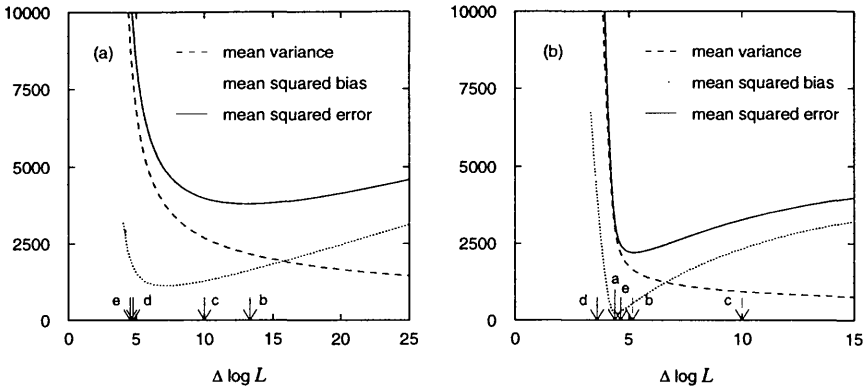 10000
7500
5000
2500
0
(a)
mean variance
mean squared bias
mean squared error
e d c b
0 5 10 15 20 25
Δ log L
10000
7500
5000
2500
0
(b)
mean variance
mean squared bias
mean squared error
a
d e b c
0 5 10 15
Δ log L